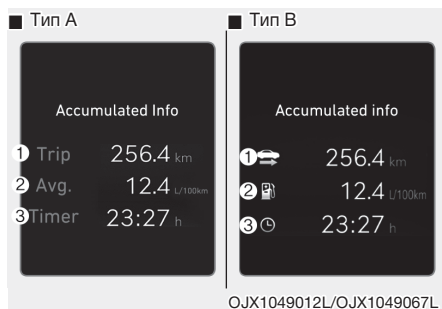 Тип A
Accumulated Info
1 Trip 256.4 km
2 Avg. 12.4 L/100km
3 Timer 23:27 h
Тип B
Accumulated info
1 256.4 km
2 12.4 L/100km
3 23:27 h
OJX1049012L/OJX1049067L